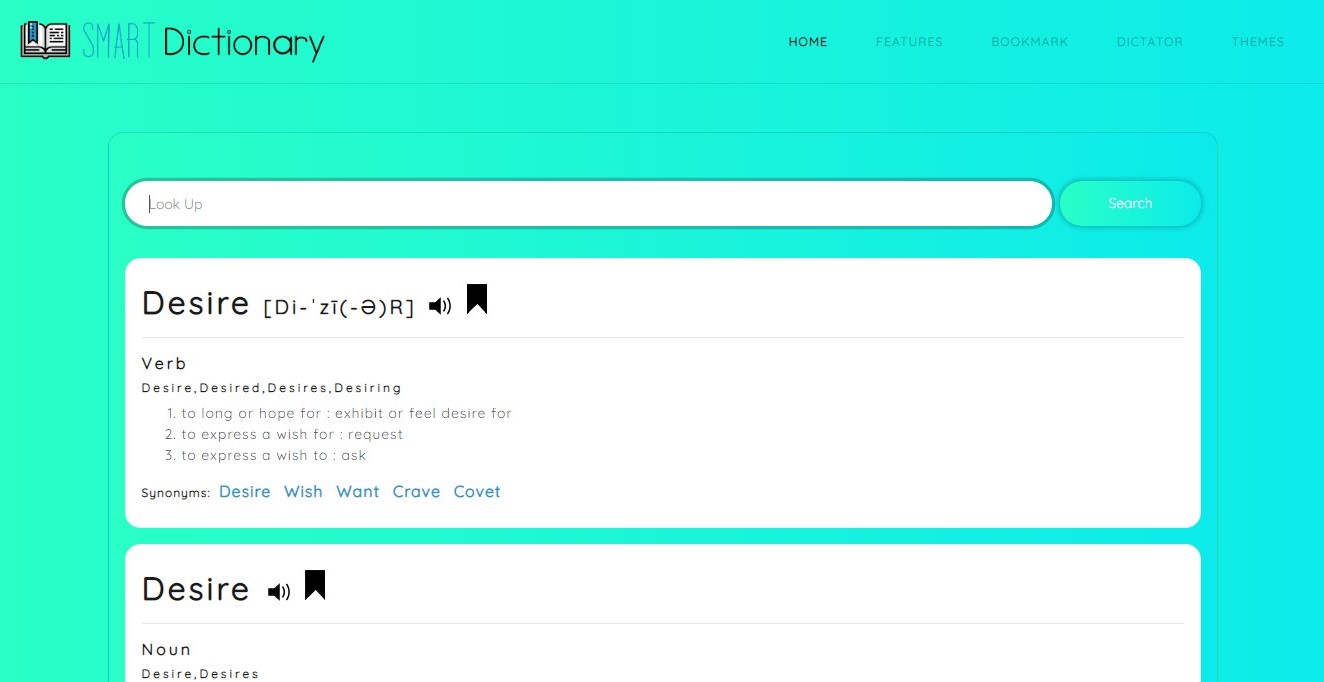 SMART Dictionary
HOME FEATURES BOOKMARK DICTATOR THEMES
Look Up
Search
Desire [Di-ˈzī(-Ə)R]
Verb
Desire,Desired,Desires,Desiring
1. to long or hope for : exhibit or feel desire for
2. to express a wish for : request
3. to express a wish to : ask
Synonyms: Desire Wish Want Crave Covet
Desire
Noun
Desire,Desires